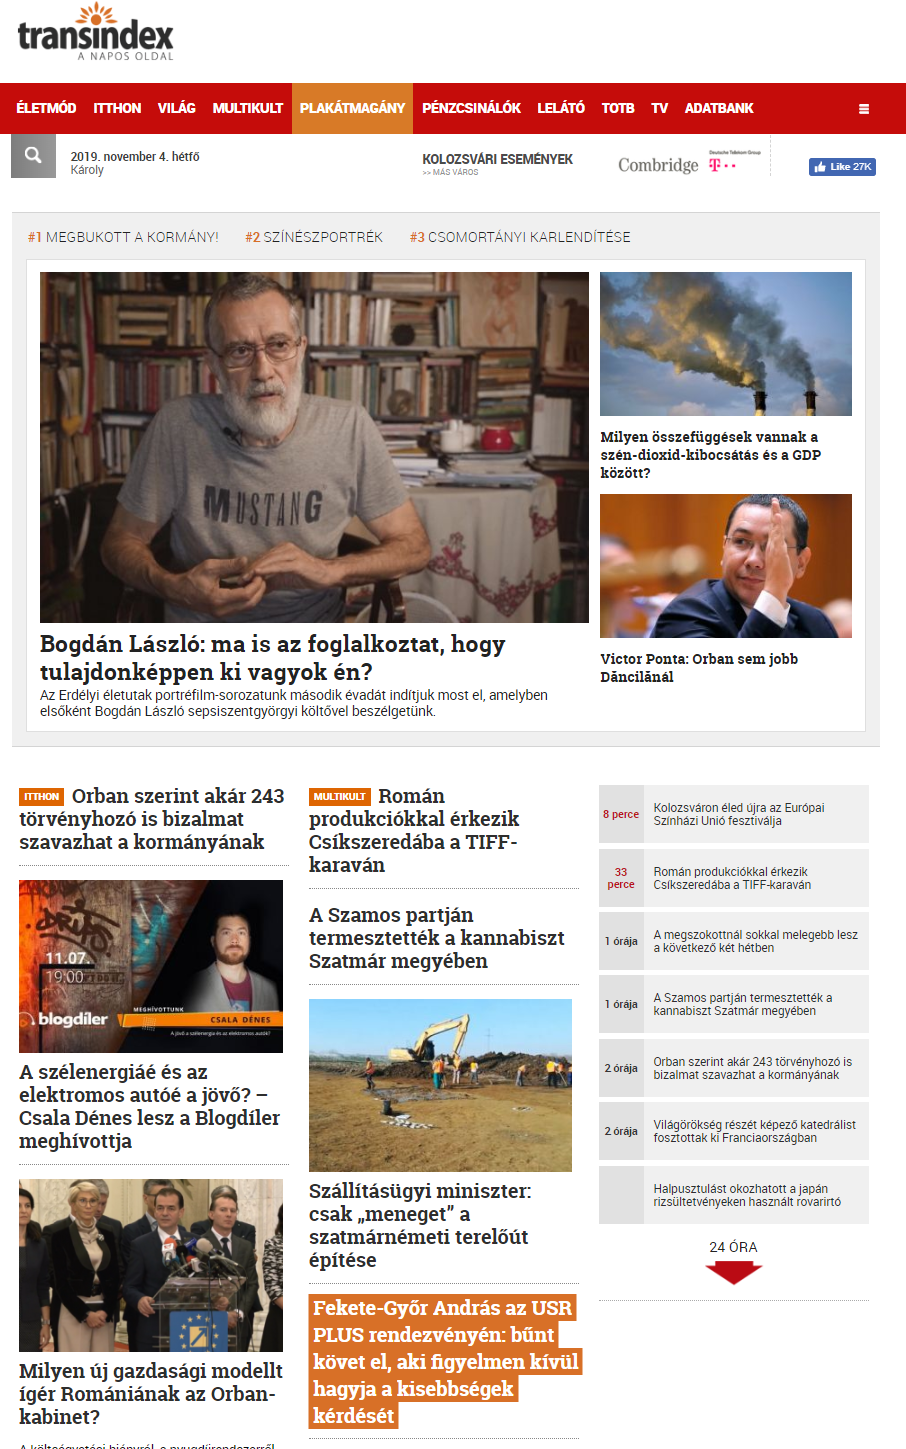 transindex
A NAPOS OLDAL
ÉLETMÓD ITTHON VILÁG MULTIKULT PLAKÁTMAGÁNY PÉNZCSINÁLÓK LELÁTÓ TOTB TV ADATBANK
2019. november 4. hétfő
Károly
KOLOZSVÁRI ESEMÉNYEK
>> MÁS VÁROS
Combridge
Deutsche Telekom Group
T
Like 27K
#1 MEGBUKOTT A KORMÁNY! #2 SZÍNÉSZPORTRÉK #3 CSOMORTÁNYI KARLENDÍTÉSE
MUSTANG
Bogdán László: ma is az foglalkoztat, hogy
tulajdonképpen ki vagyok én?
Az Erdélyi életutak portréfilm-sorozatunk második évadát indítjuk most el, amelyben
elsőként Bogdán László sepsiszentgyörgyi költővel beszélgetünk.
Milyen összefüggések vannak a
szén-dioxid-kibocsátás és a GDP
között?
Victor Ponta: Orban sem jobb
Dăncilănál
ITTHON Orban szerint akár 243
törvényhozó is bizalmat
szavazhat a kormányának
11.07.
19:00
blogdíler
MEGHÍVOTTUNK
CSALA DÉNES
A jövő a szélenergia és az elektromos autók?
A szélenergiáé és az
elektromos autóé a jövő? –
Csala Dénes lesz a Blogdíler
meghívottja
Milyen új gazdasági modellt
ígér Romániának az Orban-
kabinet?
A költségvetési hiányról, a nyugdíjrendszerről
MULTIKULT Román
produkciókkal érkezik
Csíkszeredába a TIFF-
karaván
A Szamos partján
termesztették a kannabiszt
Szatmár megyében
Szállításügyi miniszter:
csak „meneget” a
szatmárnémeti terelőút
építése
Fekete-Győr András az USR
PLUS rendezvényén: bűnt
követ el, aki figyelmen kívül
hagyja a kisebbségek
kérdését
8 perce
Kolozsváron éled újra az Európai
Színházi Unió fesztiválja
33
perce
Román produkciókkal érkezik
Csíkszeredába a TIFF-karaván
1 órája
A megszokottnál sokkal melegebb lesz
a következő két hétben
1 órája
A Szamos partján termesztették a
kannabiszt Szatmár megyében
2 órája
Orban szerint akár 243 törvényhozó is
bizalmat szavazhat a kormányának
2 órája
Világörökség részét képező katedrálist
fosztottak ki Franciaországban
Halpusztulást okozhatott a japán
rizsültetvényeken használt rovarirtó
24 ÓRA